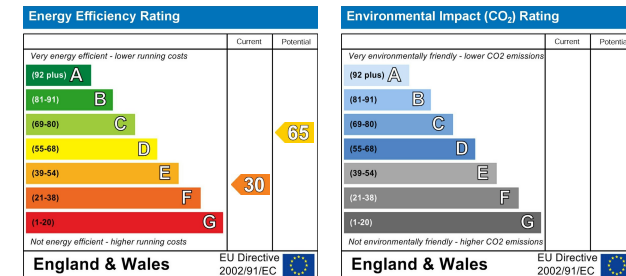 Energy Efficiency Rating
Current Potential
Very energy efficient - lower running costs
(92 plus) A
(81-91) B
(69-80) C
(55-68) D
(39-54) E
(21-38) F
(1-20) G
65
30
Not energy efficient - higher running costs
England & Wales
EU Directive
2002/91/EC
Environmental Impact (CO₂) Rating
Current Potential
Very environmentally friendly - lower CO2 emissions
(92 plus) A
(81-91) B
(69-80) C
(55-68) D
(39-54) E
(21-38) F
(1-20) G
Not environmentally friendly - higher CO2 emissions
England & Wales
EU Directive
2002/91/EC